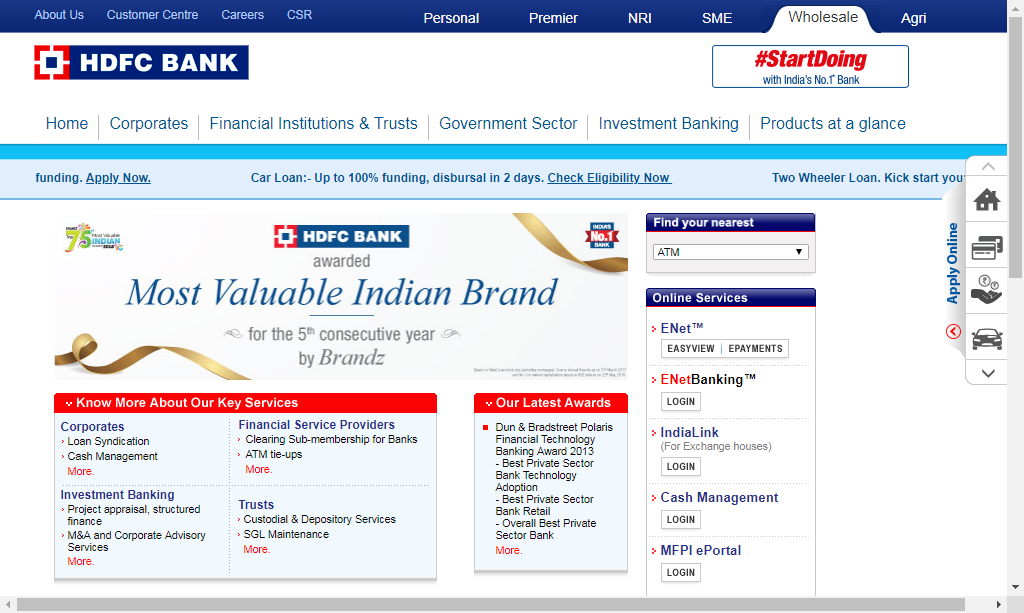 About Us Customer Centre Careers CSR Personal Premier NRI SME Wholesale Agri
HDFC BANK
#StartDoing
with India's No.1* Bank
Home Corporates Financial Institutions & Trusts Government Sector Investment Banking Products at a glance
funding. Apply Now. Car Loan:- Up to 100% funding, disbursal in 2 days. Check Eligibility Now Two Wheeler Loan. Kick start you
Apply Online
75
Most Valuable
INDIAN
HDFC BANK
INDIA'S
No.1
BANK
awarded
Most Valuable Indian Brand
for the 5th consecutive year
by Brandz
Find your nearest
ATM
Online Services
ENet™
EASYVIEW | EPAYMENTS
ENetBanking™
LOGIN
IndiaLink
(For Exchange houses)
LOGIN
Cash Management
LOGIN
MFPI ePortal
LOGIN
Know More About Our Key Services
Corporates
Loan Syndication
Cash Management
More.
Financial Service Providers
Clearing Sub-membership for Banks
ATM tie-ups
More.
Investment Banking
Project appraisal, structured
finance
M&A and Corporate Advisory
Services
More.
Trusts
Custodial & Depository Services
SGL Maintenance
More.
Our Latest Awards
Dun & Bradstreet Polaris
Financial Technology
Banking Award 2013
- Best Private Sector
Bank Technology
Adoption
- Best Private Sector
Bank Retail
- Overall Best Private
Sector Bank
More.